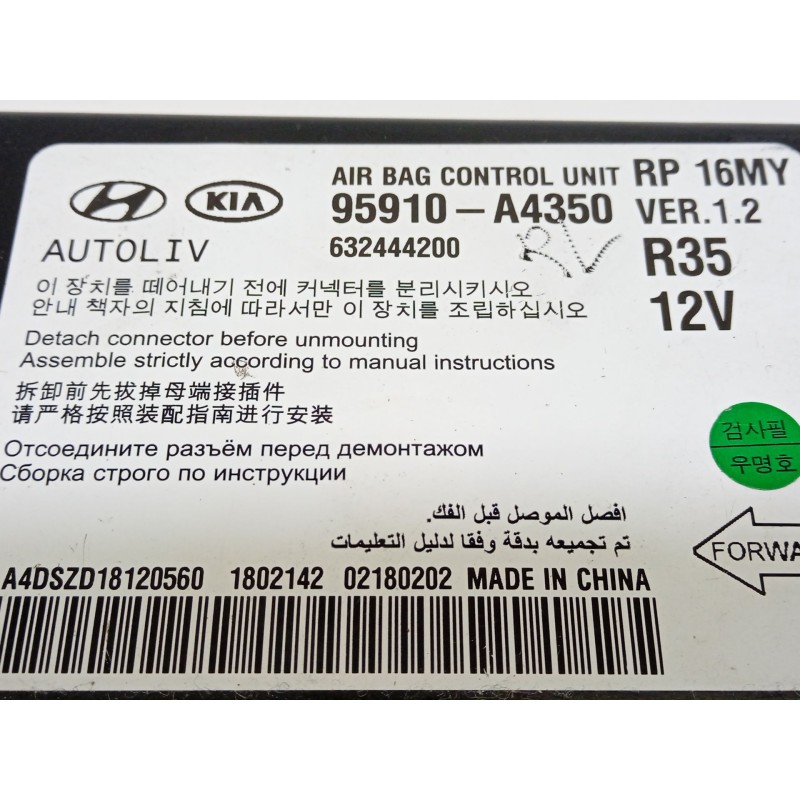 KIA
AIR BAG CONTROL UNIT RP 16MY
95910-A4350 VER.1.2
AUTOLIV 632444200 RV R35
이 장치를 떼어내기 전에 커넥터를 분리시키시오
안내 책자의 지침에 따라서만 이 장치를 조립하십시오 12V
Detach connector before unmounting
Assemble strictly according to manual instructions
拆卸前先拔掉母端接插件
请严格按照装配指南进行安装
검사필
우명호
Отсоедините разъём перед демонтажом
Сборка строго по инструкции
افصل الموصل قبل الفك.
تم تجميعه بدقة وفقا لدليل التعليمات
FORWA
A4DSZD18120560 1802142 02180202 MADE IN CHINA